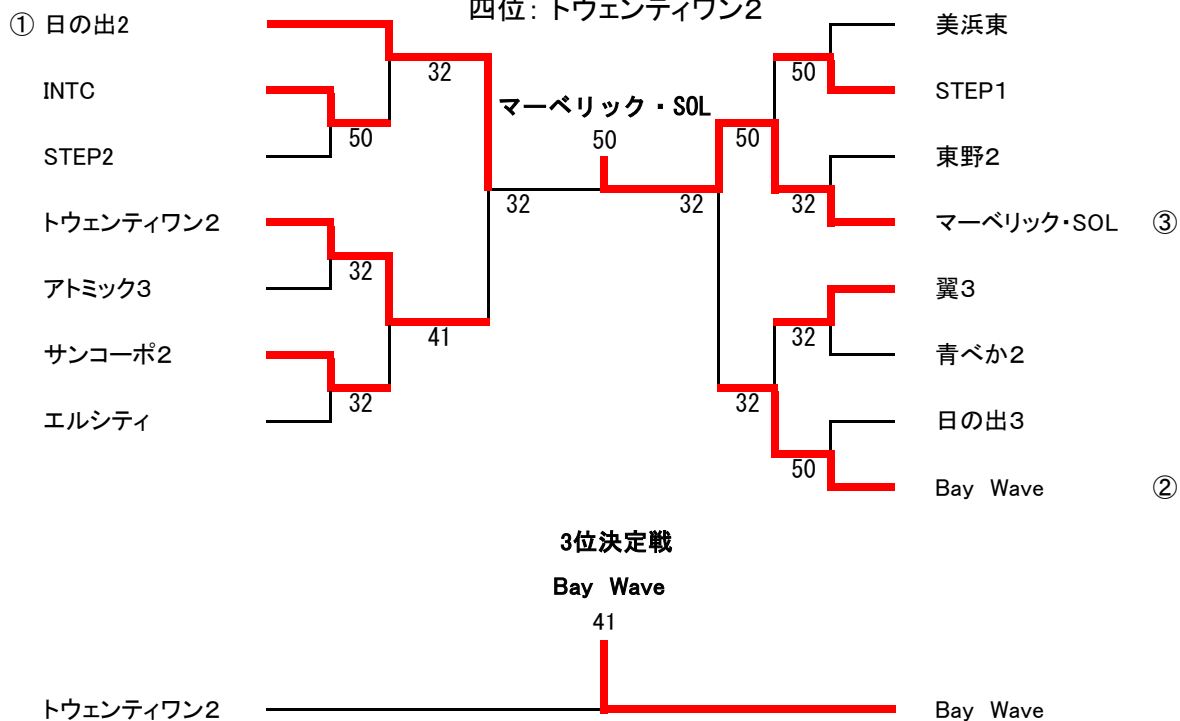 四位: トウェンティワン2
① 日の出2
美浜東
32
50
INTC
STEP1
マーベリック・SOL
50
50
50
STEP2
東野2
32
32
32
トウェンティワン2
マーベリック・SOL ③
32
アトミック3
翼3
41
32
サンコーポ2
青べか2
32
32
エルシティ
日の出3
50
Bay Wave ②
3位決定戦
Bay Wave
41
トウェンティワン2
Bay Wave